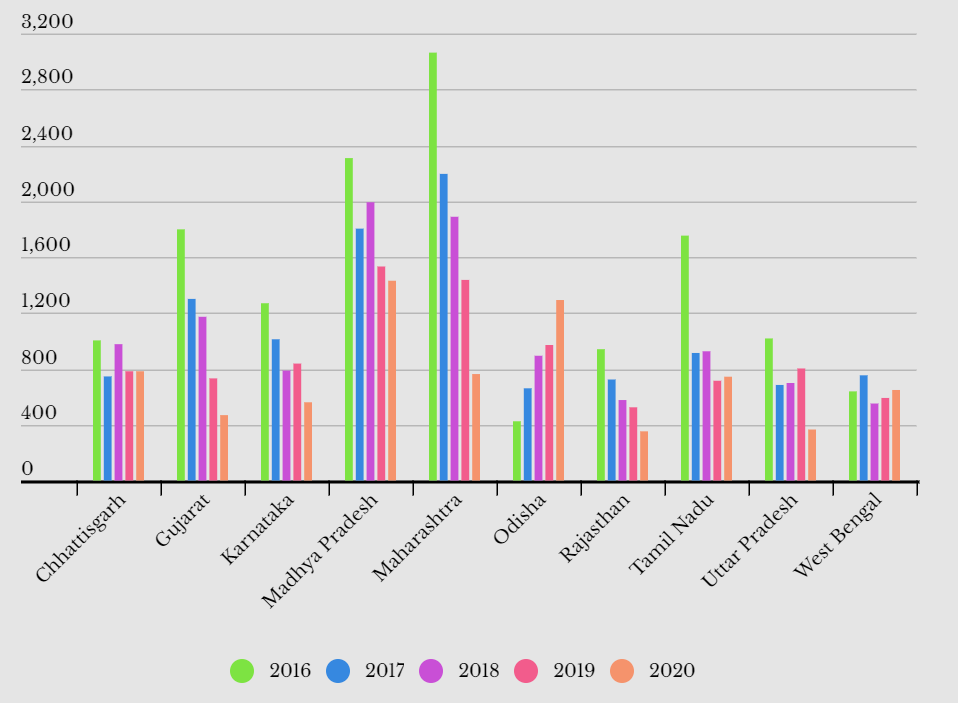 3,200
2,800
2,400
2,000
1,600
1,200
800
400
0
Chhattisgarh
Gujarat
Karnataka
Madhya Pradesh
Maharashtra
Odisha
Rajasthan
Tamil Nadu
Uttar Pradesh
West Bengal
2016 2017 2018 2019 2020